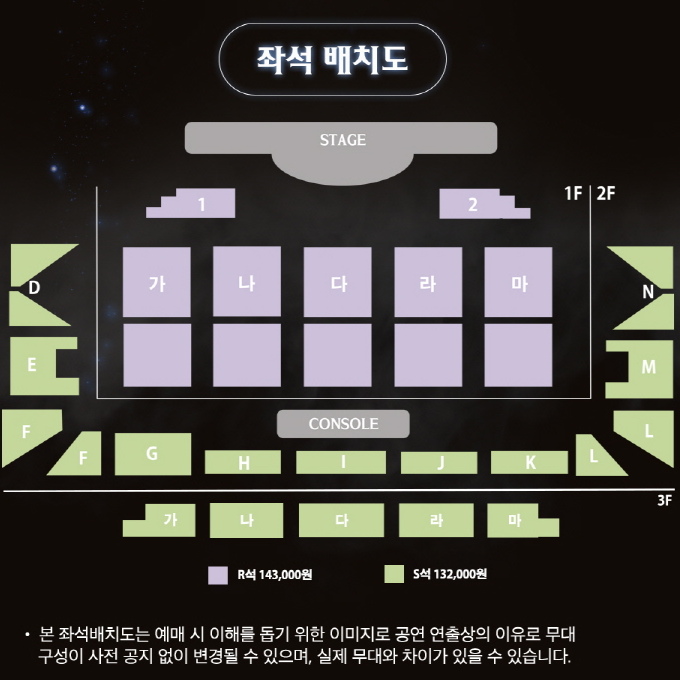 좌석 배치도
STAGE
1 2
1F 2F
가 나 다 라 마
D N
E M
F L
F G H I J K L
CONSOLE
3F
가 나 다 라 마
R석 143,000원 S석 132,000원
• 본 좌석배치도는 예매 시 이해를 돕기 위한 이미지로 공연 연출상의 이유로 무대
구성이 사전 공지 없이 변경될 수 있으며, 실제 무대와 차이가 있을 수 있습니다.